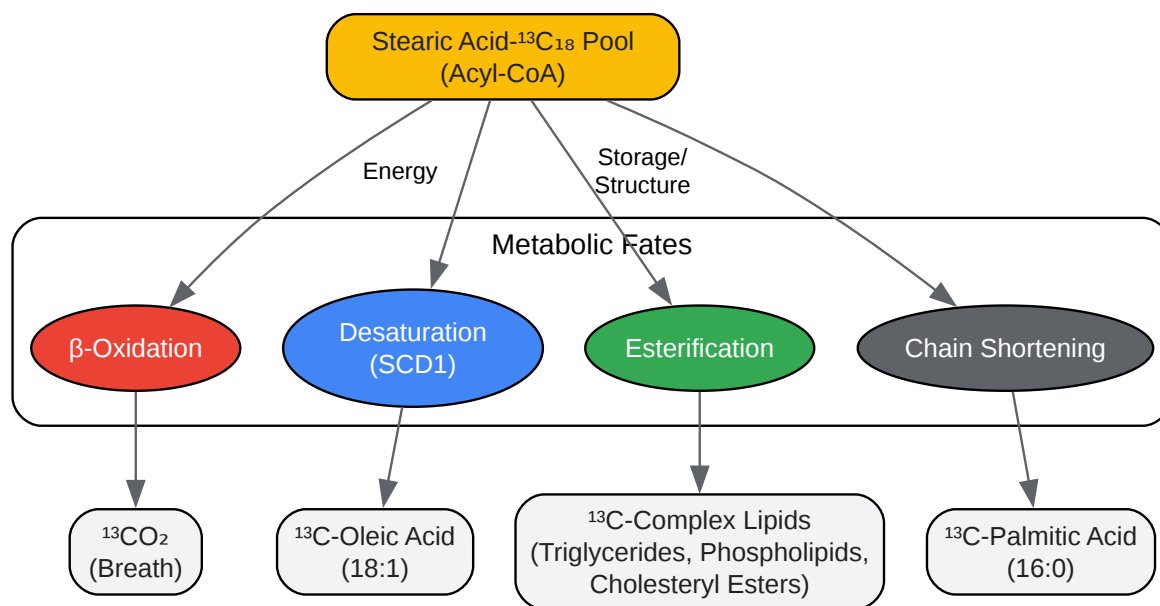 Stearic Acid-¹³C₁₈ Pool
(Acyl-CoA)
Energy
Storage/
Structure
Metabolic Fates
β-Oxidation
Desaturation
(SCD1)
Esterification
Chain Shortening
¹³CO₂
(Breath)
¹³C-Oleic Acid
(18:1)
¹³C-Complex Lipids
(Triglycerides, Phospholipids,
Cholesteryl Esters)
¹³C-Palmitic Acid
(16:0)